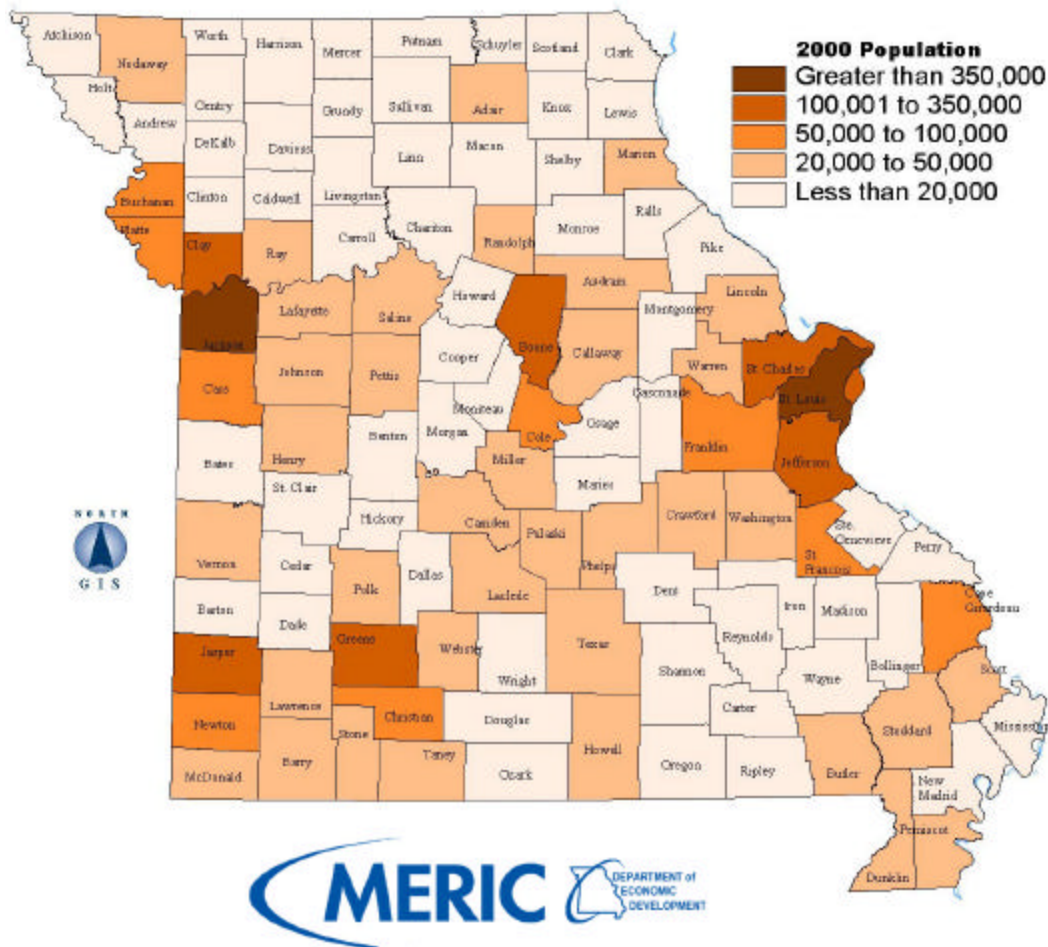 2000 Population
Greater than 350,000
100,001 to 350,000
50,000 to 100,000
20,000 to 50,000
Less than 20,000
Atchison
Nodaway
Worth
Harrison
Mercer
Putnam
Schuyler
Scotland
Clark
Holt
Andrew
Gentry
Grundy
Sullivan
Adair
Knox
Lewis
DeKalb
Daviess
Linn
Macon
Shelby
Marion
Buchanan
Clinton
Caldwell
Livingston
Chariton
Ralls
Platte
Clay
Ray
Carroll
Randolph
Monroe
Pike
Jackson
Lafayette
Saline
Howard
Audrain
Montgomery
Lincoln
Boone
Callaway
Cass
Johnson
Pettis
Cooper
Warren
St. Charles
St. Louis
Moniteau
Gasconade
Bates
Henry
Benton
Morgan
Cole
Osage
Franklin
Jefferson
St. Clair
Miller
Maries
Hickory
Camden
Pulaski
Crawford
Washington
Ste.
Genevieve
Vernon
Cedar
Polk
Dallas
Laclede
Phelps
St
Francois
Perry
Barton
Dade
Dent
Iron
Madison
Cape
Girardeau
Jasper
Greene
Webster
Wright
Texas
Shannon
Reynolds
Wayne
Bollinger
Scott
Newton
Lawrence
Christian
Stone
Douglas
Carter
Stoddard
Mississippi
McDonald
Barry
Taney
Ozark
Howell
Oregon
Ripley
Butler
New
Madrid
Pemiscot
Dunklin
NORTH
GIS
MERIC
DEPARTMENT of
ECONOMIC
DEVELOPMENT